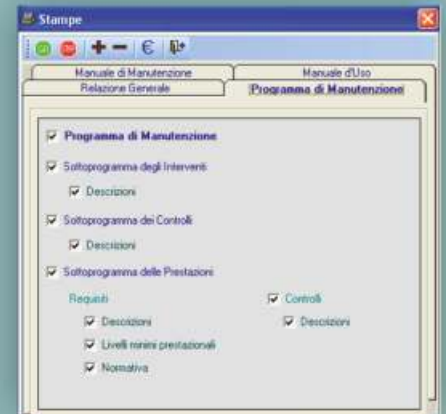 Stampe
€
Manuale di Manutenzione Manuale d'Uso
Relazione Generale Programma di Manutenzione
Programma di Manutenzione
Sottoprogramma degli Interventi
Descrizioni
Sottoprogramma dei Controlli
Descrizioni
Sottoprogramma delle Prestazioni
Requisiti Controlli
Descrizioni Descrizioni
Livelli minimi prestazionali
Normativa